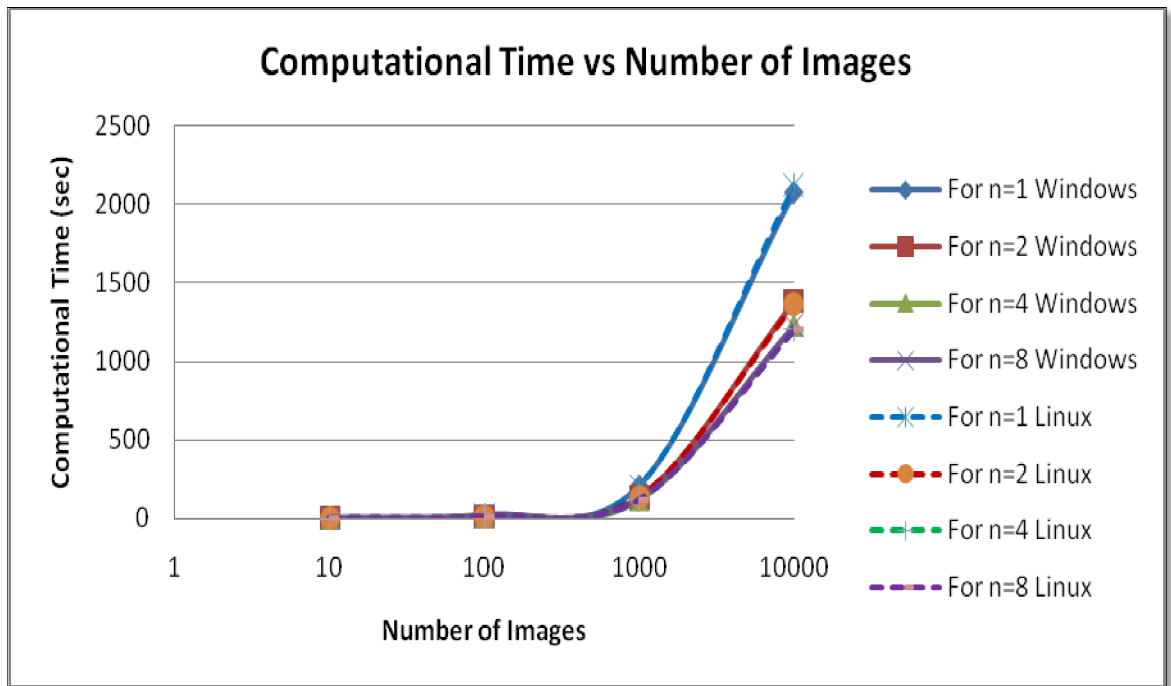 Computational Time vs Number of Images
Computational Time (sec)
2500
2000
1500
1000
500
0
1
10
100
1000
10000
Number of Images
For n=1 Windows
For n=2 Windows
For n=4 Windows
For n=8 Windows
For n=1 Linux
For n=2 Linux
For n=4 Linux
For n=8 Linux